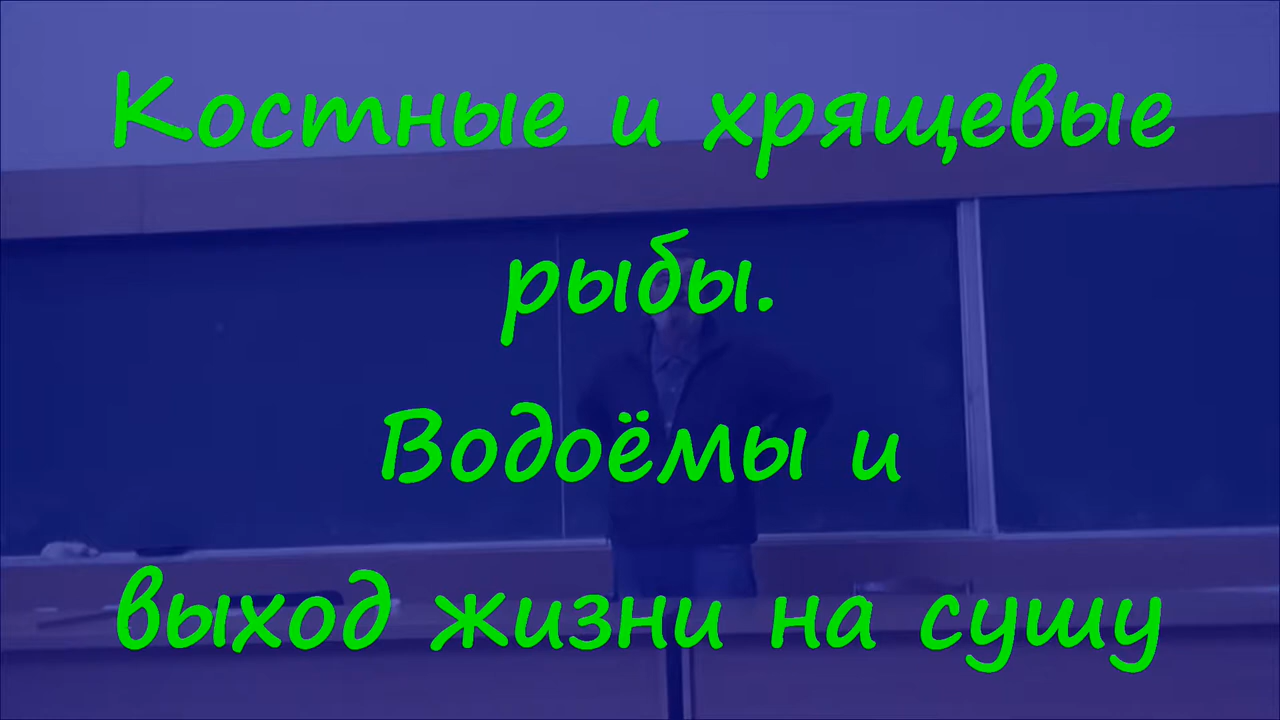 Костные и хрящевые
рыбы.
Водоёмы и
выход жизни на сушу